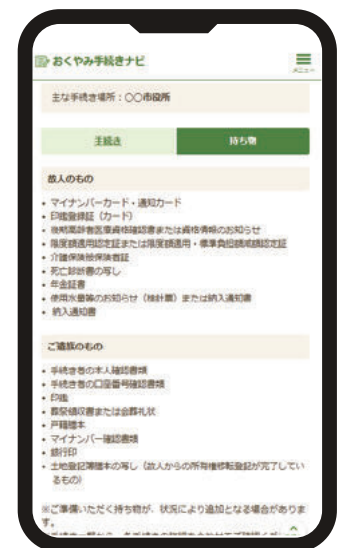 おくやみ手続きナビ
メニュー
主な手続き場所：〇〇市役所
手続き
持ち物
故人のもの
• マイナンバーカード・通知カード
• 印鑑登録証（カード）
• 後期高齢者医療資格確認書または資格情報のお知らせ
• 限度額適用認定証または限度額適用・標準負担額減額認定証
• 介護保険被保険者証
• 死亡診断書の写し
• 年金証書
• 使用水量等のお知らせ（検針票）または納入通知書
• 納入通知書
ご遺族のもの
• 手続き者の本人確認書類
• 手続き者の口座番号確認書類
• 印鑑
• 葬祭領収書または会葬礼状
• 戸籍謄本
• マイナンバー確認書類
• 銀行印
• 土地登記簿謄本の写し（故人からの所有権移転登記が完了してい
るもの）
※ご準備いただく持ち物が、状況により追加となる場合がありま
す。